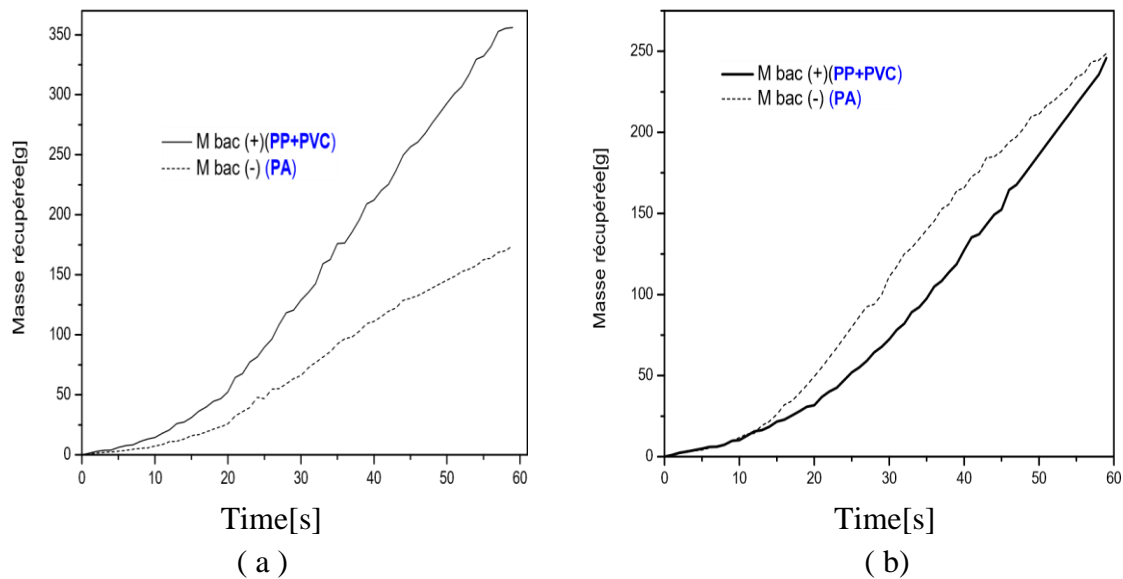 350
300
250
200
150
100
50
0
Masse récupérée[g]
M bac (+)(PP+PVC)
M bac (-) (PA)
0 10 20 30 40 50 60
Time[s]
( a )
250
200
150
100
50
0
Masse récupérée[g]
M bac (+)(PP+PVC)
M bac (-) (PA)
0 10 20 30 40 50 60
Time[s]
( b)